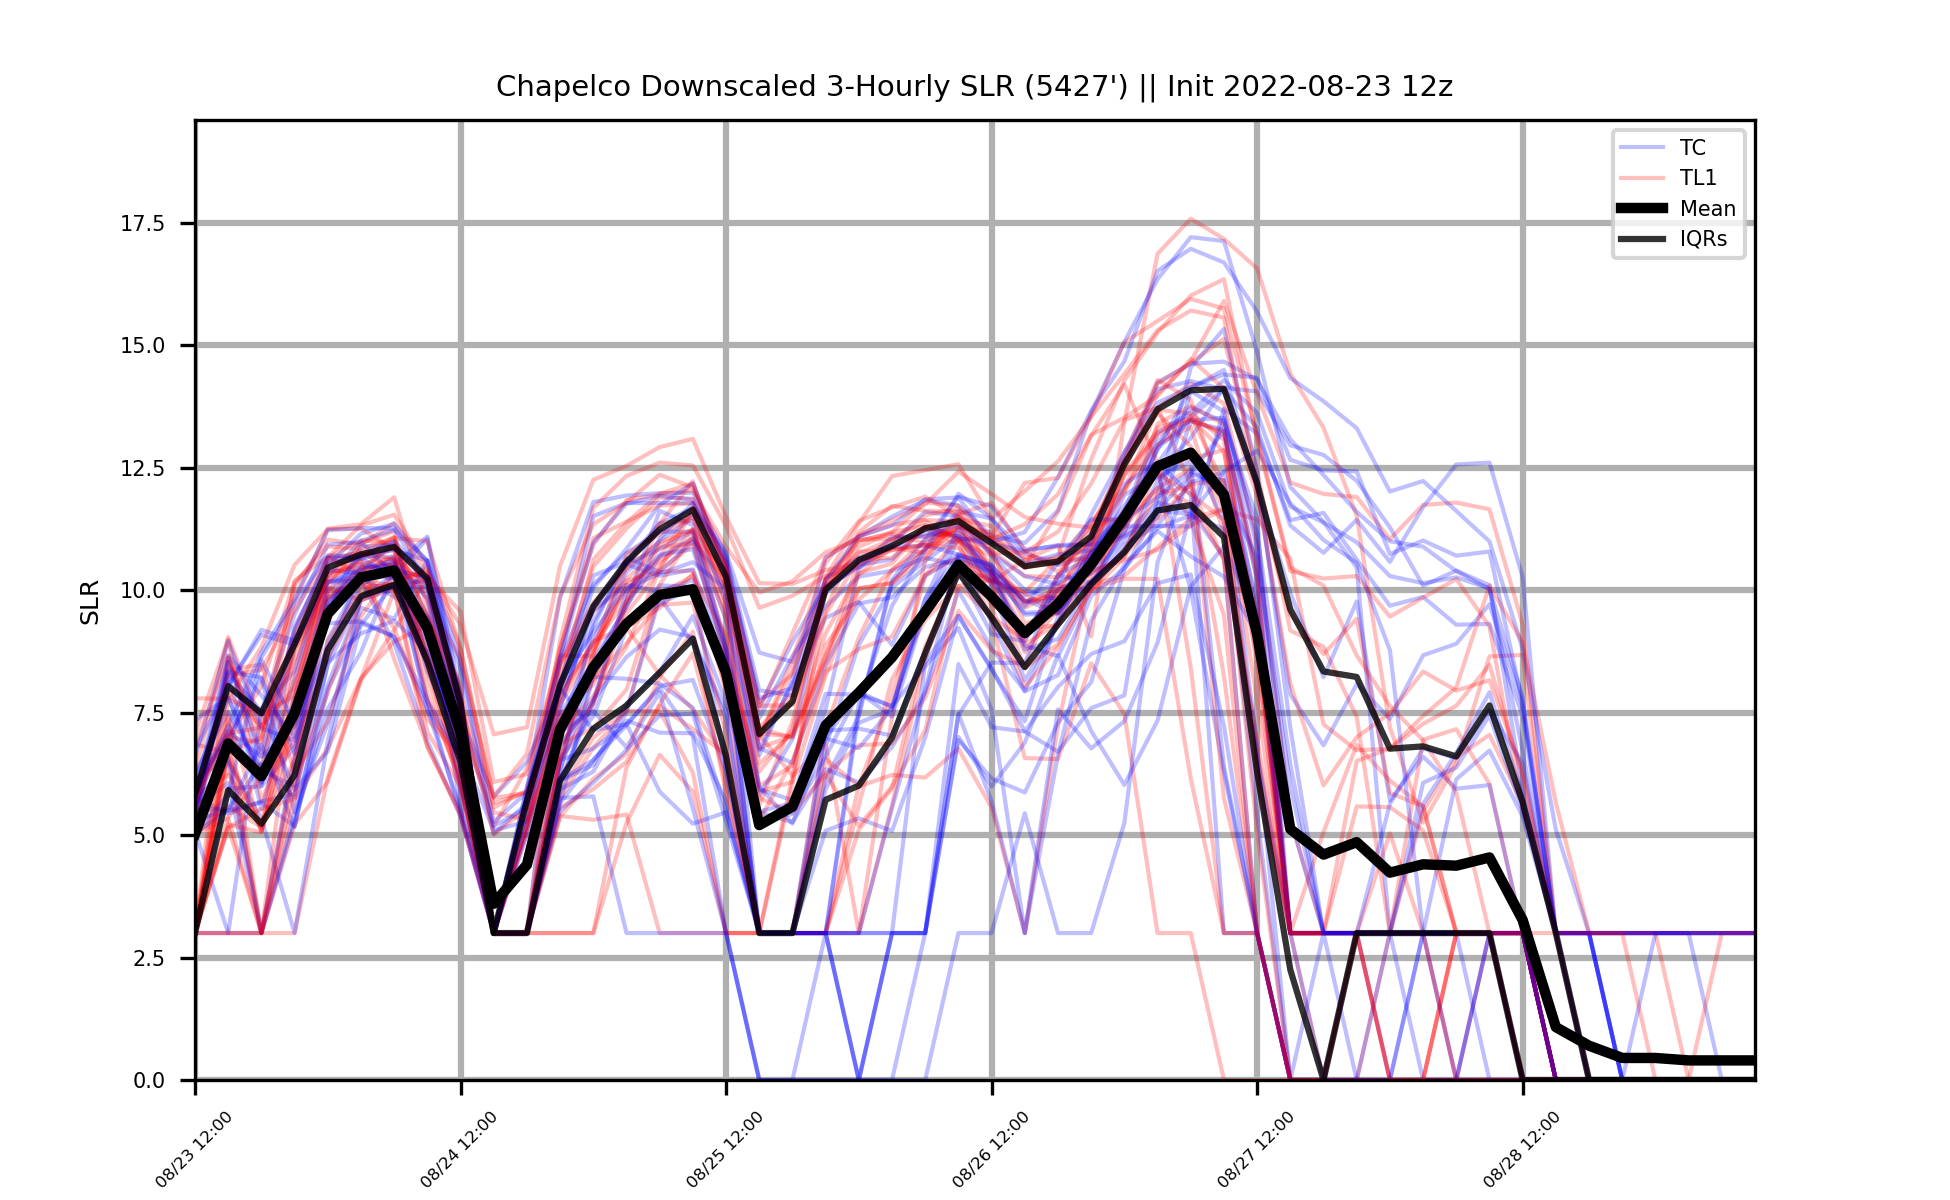 Chapelco Downscaled 3-Hourly SLR (5427') || Init 2022-08-23 12z
TC
TL1
Mean
IQRs
SLR
17.5
15.0
12.5
10.0
7.5
5.0
2.5
0.0
08/23 12:00
08/24 12:00
08/25 12:00
08/26 12:00
08/27 12:00
08/28 12:00